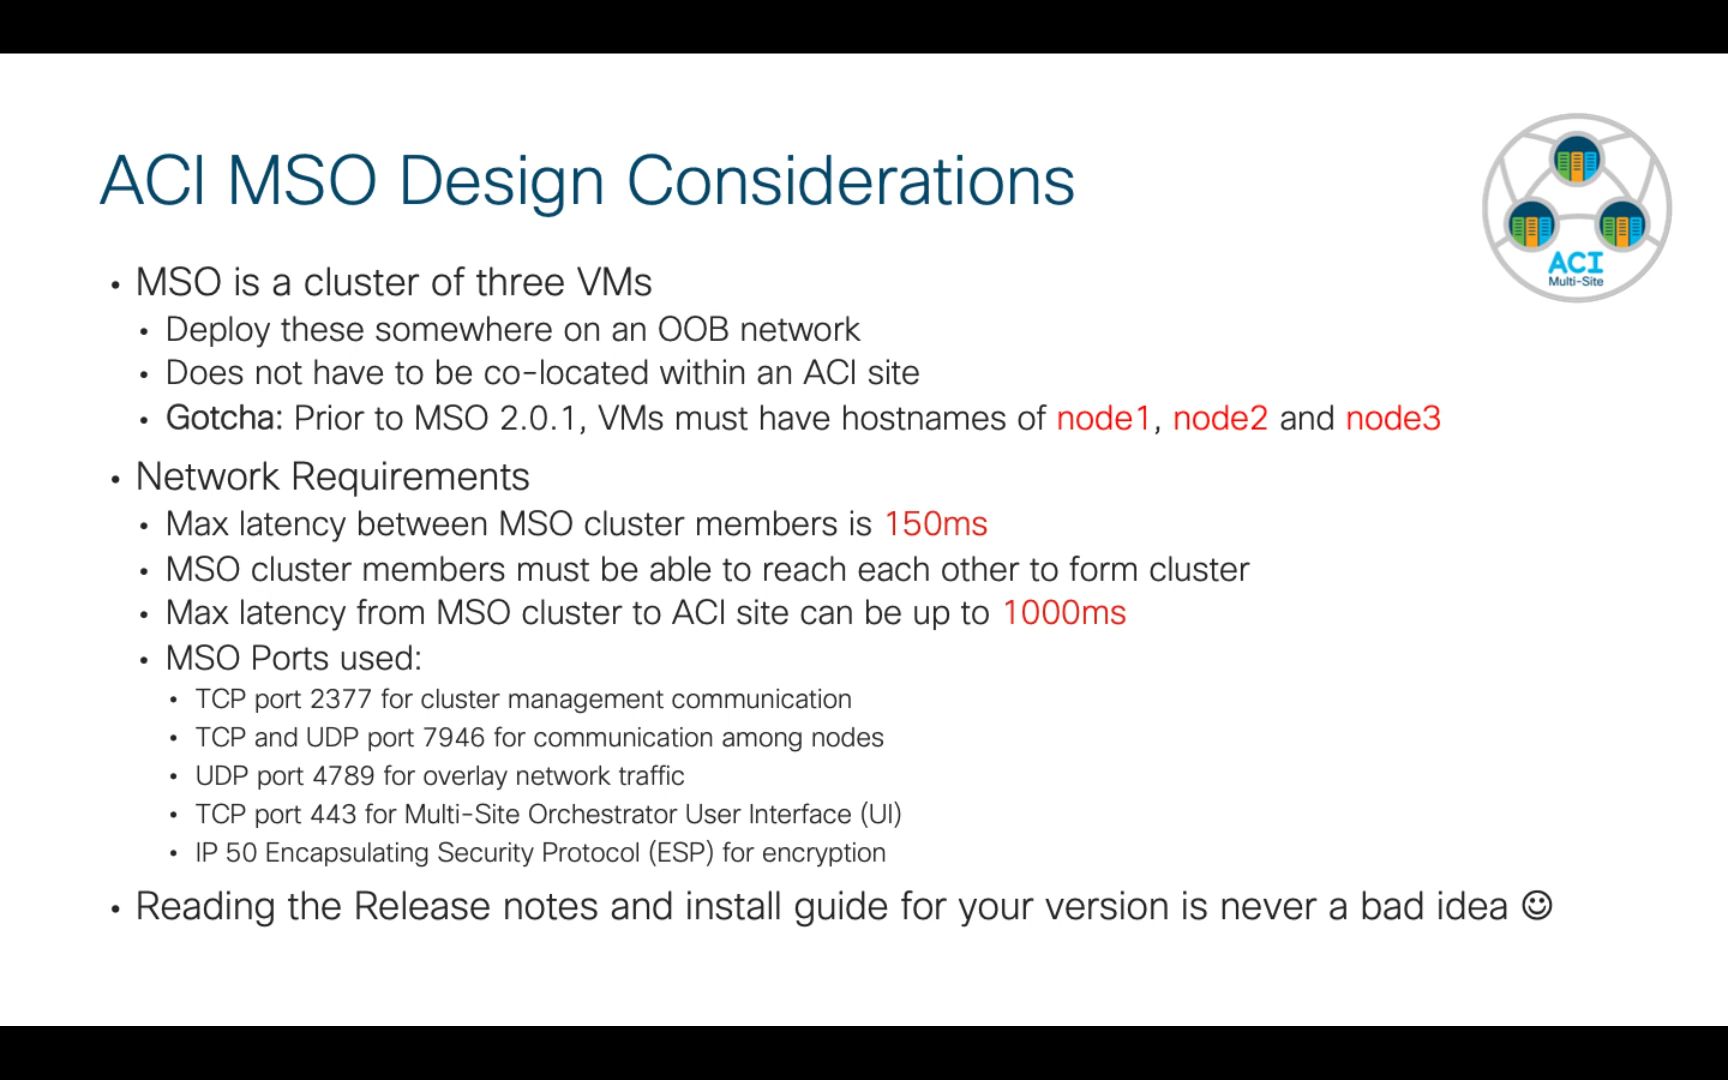 ACI MSO Design Considerations
ACI
Multi-Site
• MSO is a cluster of three VMs
• Deploy these somewhere on an OOB network
• Does not have to be co-located within an ACI site
• Gotcha: Prior to MSO 2.0.1, VMs must have hostnames of node1, node2 and node3
• Network Requirements
• Max latency between MSO cluster members is 150ms
• MSO cluster members must be able to reach each other to form cluster
• Max latency from MSO cluster to ACI site can be up to 1000ms
• MSO Ports used:
• TCP port 2377 for cluster management communication
• TCP and UDP port 7946 for communication among nodes
• UDP port 4789 for overlay network traffic
• TCP port 443 for Multi-Site Orchestrator User Interface (UI)
• IP 50 Encapsulating Security Protocol (ESP) for encryption
• Reading the Release notes and install guide for your version is never a bad idea ☺